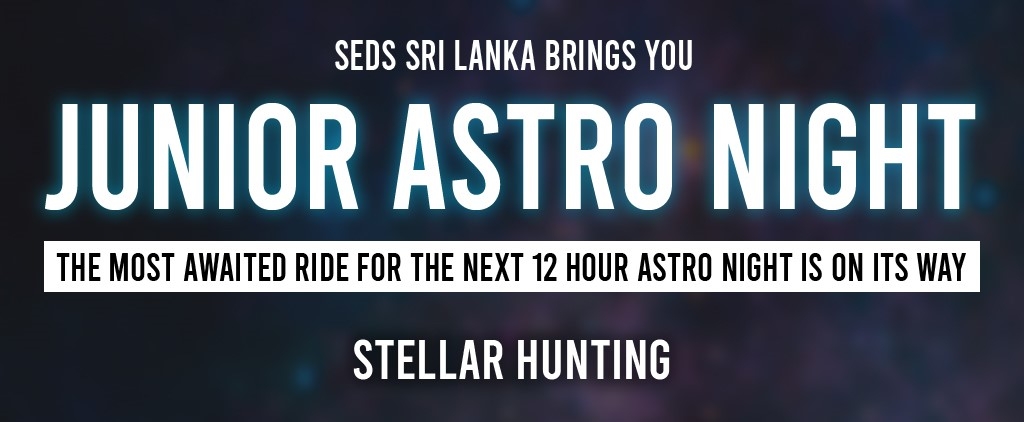 SEDS SRI LANKA BRINGS YOU
JUNIOR ASTRO NIGHT
THE MOST AWAITED RIDE FOR THE NEXT 12 HOUR ASTRO NIGHT IS ON ITS WAY
STELLAR HUNTING